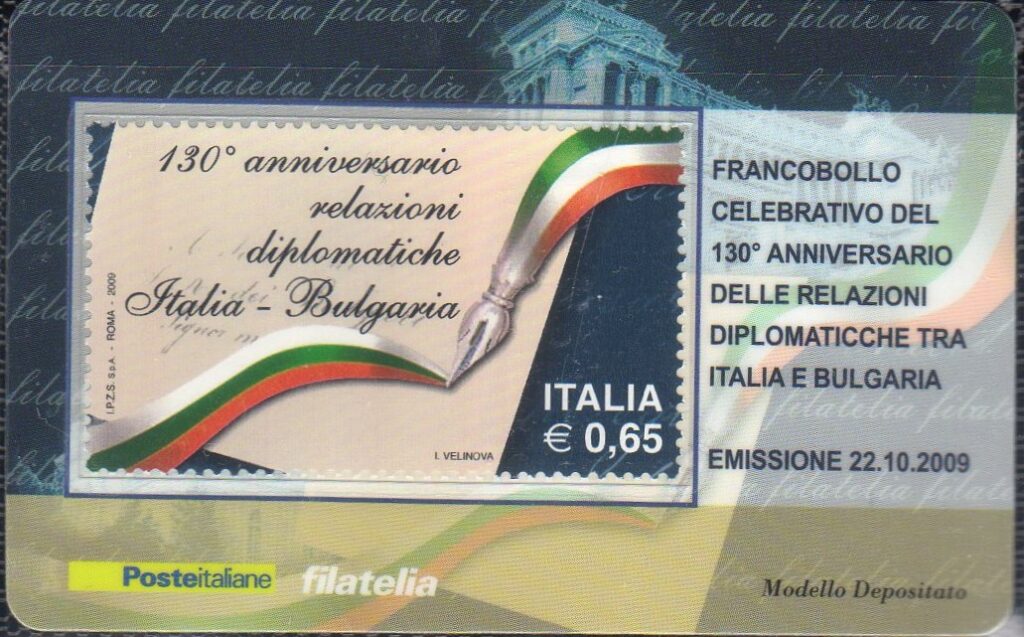 filatelia filatelia filatelia filatelia filatelia
filatelia filatelia filatelia
130° anniversario
relazioni
diplomatiche
Italia - Bulgaria
I.P.Z.S. S.p.A. - ROMA - 2009
I. VELINOVA
ITALIA
€ 0,65
FRANCOBOLLO
CELEBRATIVO DEL
130° ANNIVERSARIO
DELLE RELAZIONI
DIPLOMATICCHE TRA
ITALIA E BULGARIA
EMISSIONE 22.10.2009
Posteitaliane
filatelia
Modello Depositato